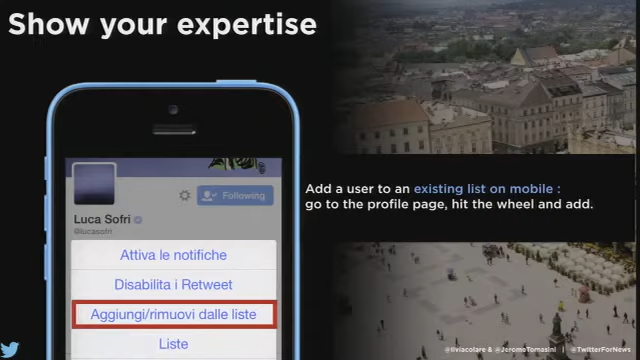 Show your expertise
Following
Luca Sofri
@lucasofri
Attiva le notifiche
Disabilita i Retweet
Aggiungi/rimuovi dalle liste
Liste
Add a user to an existing list on mobile :
go to the profile page, hit the wheel and add.
& @JeromeTomasini | @TwitterForNews